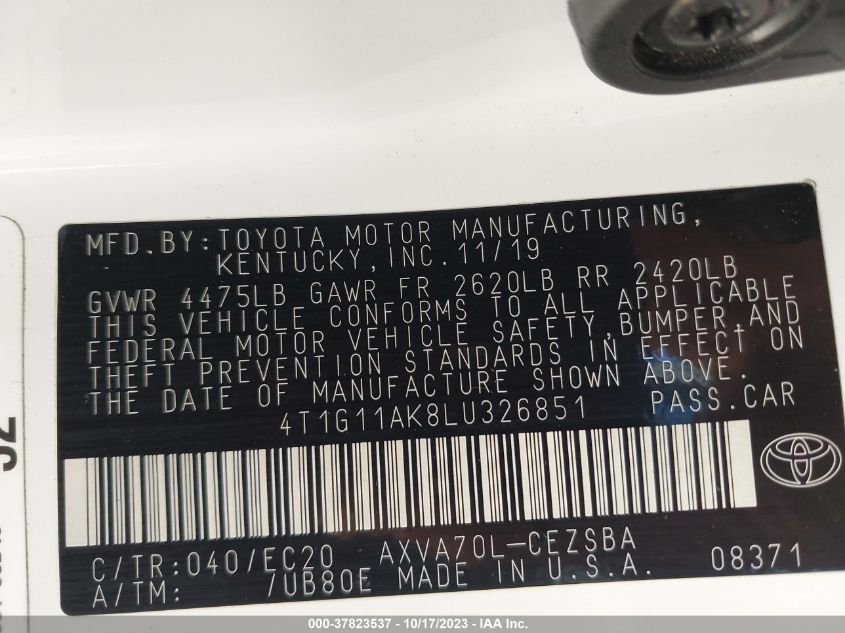 MFD.BY:TOYOTA MOTOR MANUFACTURING,
KENTUCKY,INC.11/19
GVWR 4475LB GAWR FR 2620LB RR 2420LB
THIS VEHICLE CONFORMS TO ALL APPLICABLE
FEDERAL MOTOR VEHICLE SAFETY,BUMPER,AND
THEFT PREVENTION STANDARDS IN EFFECT ON
THE DATE OF MANUFACTURE SHOWN ABOVE.
4T1G11AK8LU326851 PASS.CAR
C/TR:040/EC20 AXVA70L-CEZSBA
A/TM: /UB80E MADE IN U.S.A. 08371
000-37823537 - 10/17/2023 - IAA Inc.